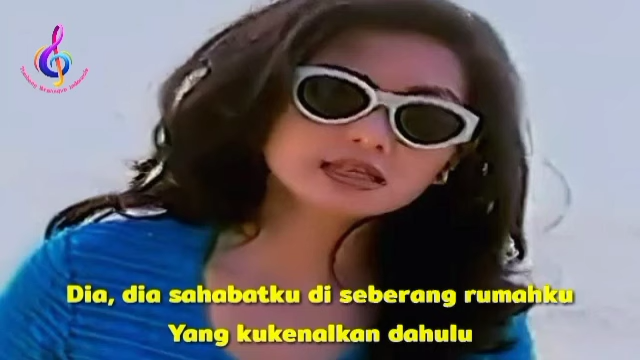 Dia, dia sahabatku di seberang rumahku
Yang kukenalkan dahulu